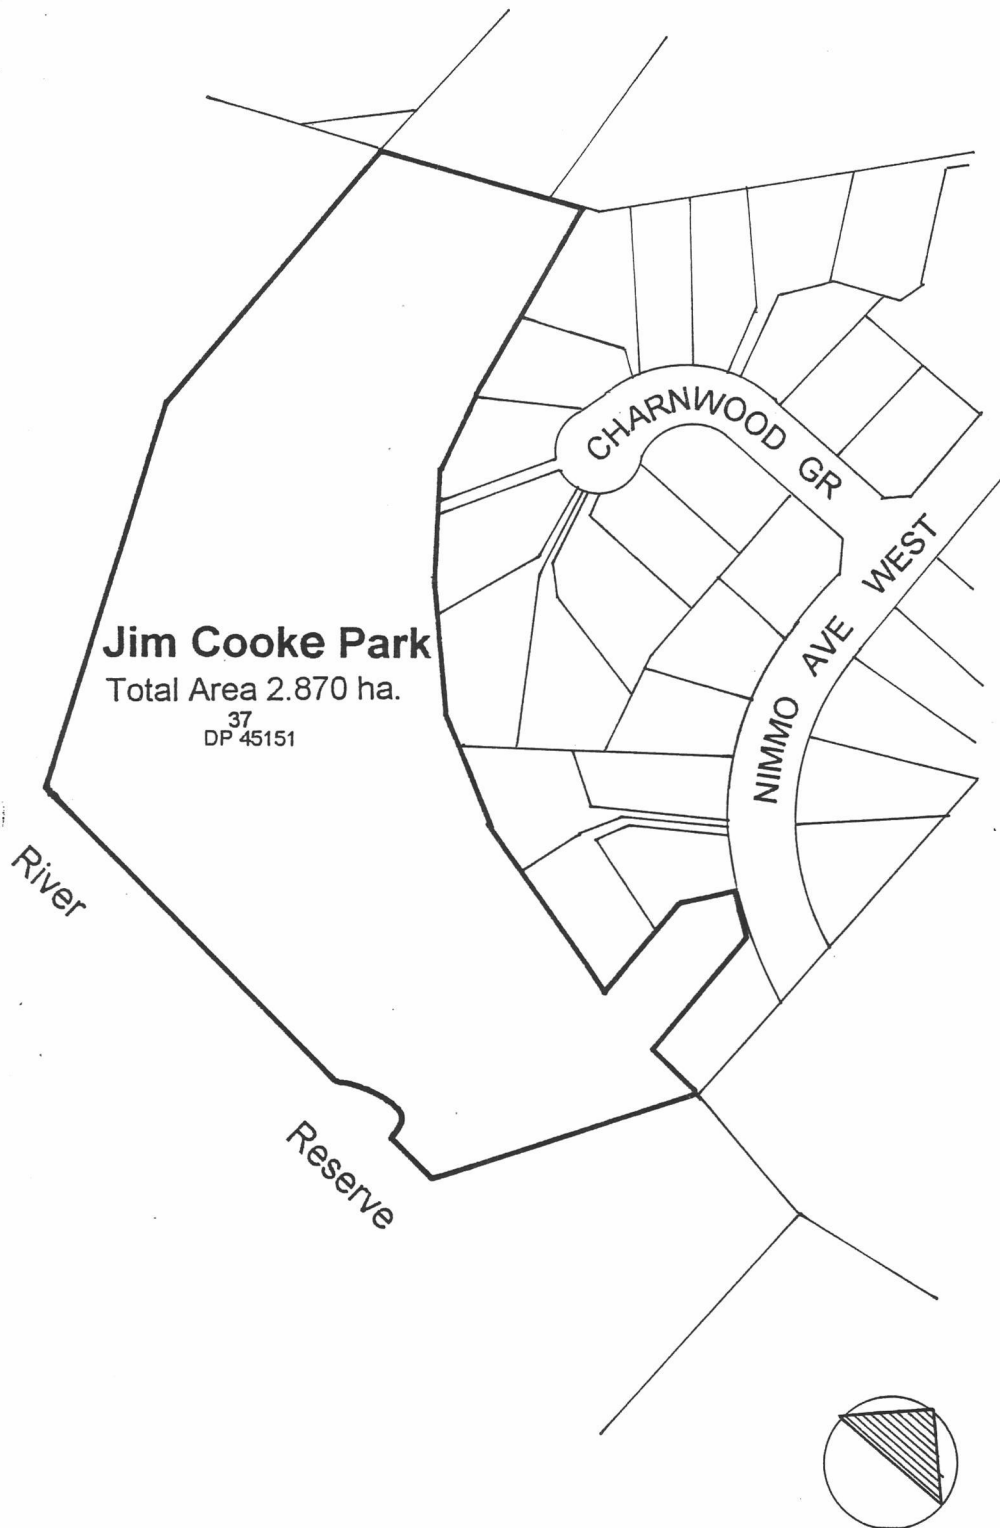 CHARNWOOD GR
NIMMO AVE WEST
Jim Cooke Park
Total Area 2.870 ha.
37
DP 45151
River
Reserve